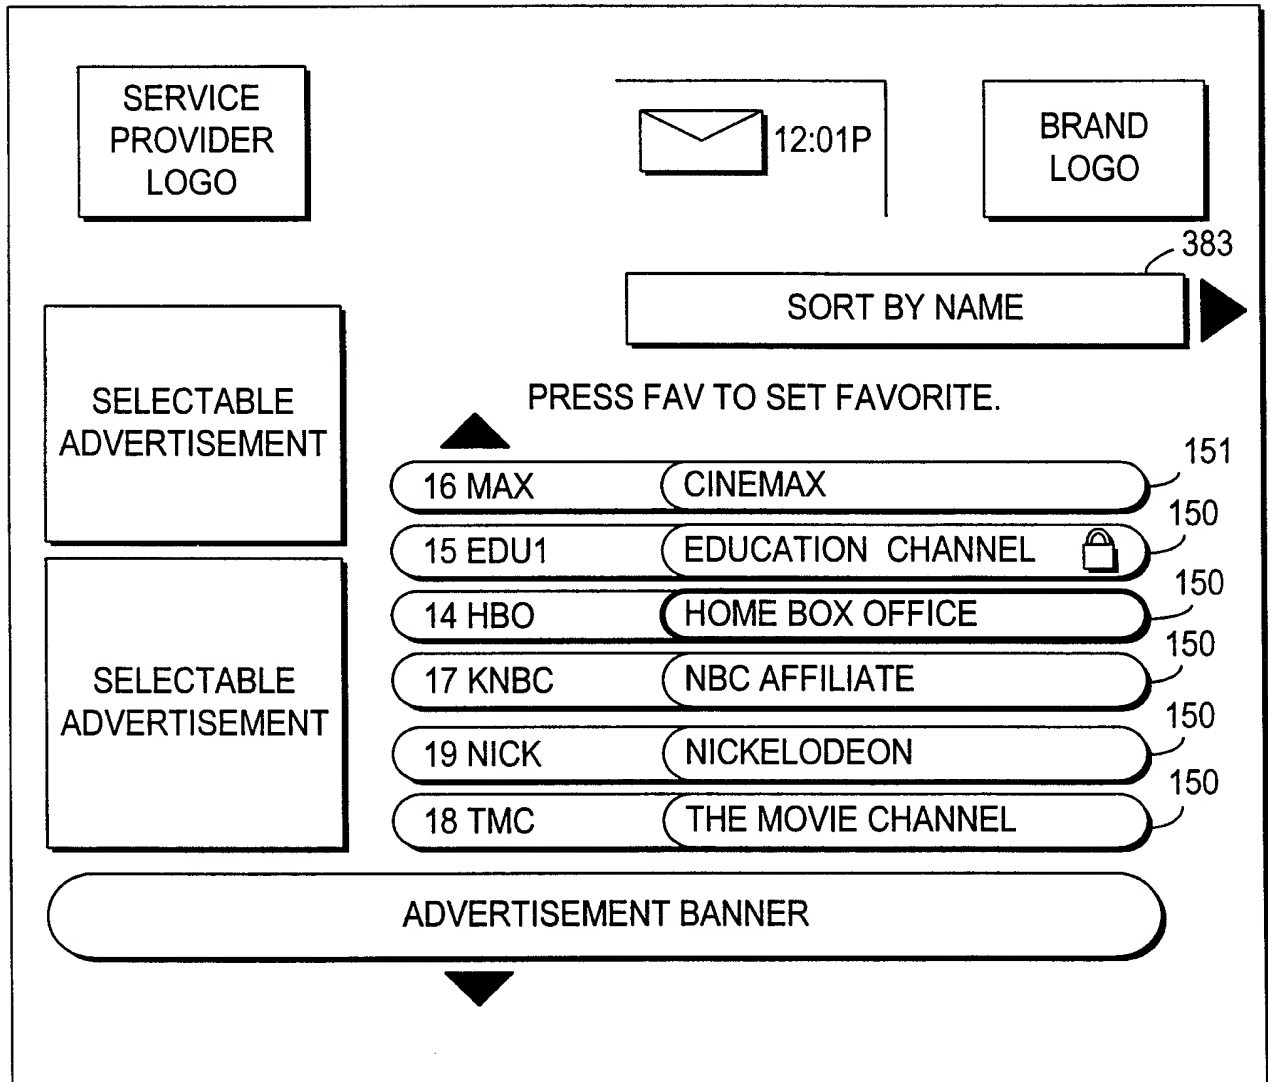 SERVICE
PROVIDER
LOGO
12:01P
BRAND
LOGO
383
SORT BY NAME
SELECTABLE
ADVERTISEMENT
PRESS FAV TO SET FAVORITE.
16 MAX CINEMAX 151
15 EDU1 EDUCATION CHANNEL 150
14 HBO HOME BOX OFFICE 150
SELECTABLE
ADVERTISEMENT
17 KNBC NBC AFFILIATE 150
19 NICK NICKELODEON 150
18 TMC THE MOVIE CHANNEL 150
ADVERTISEMENT BANNER